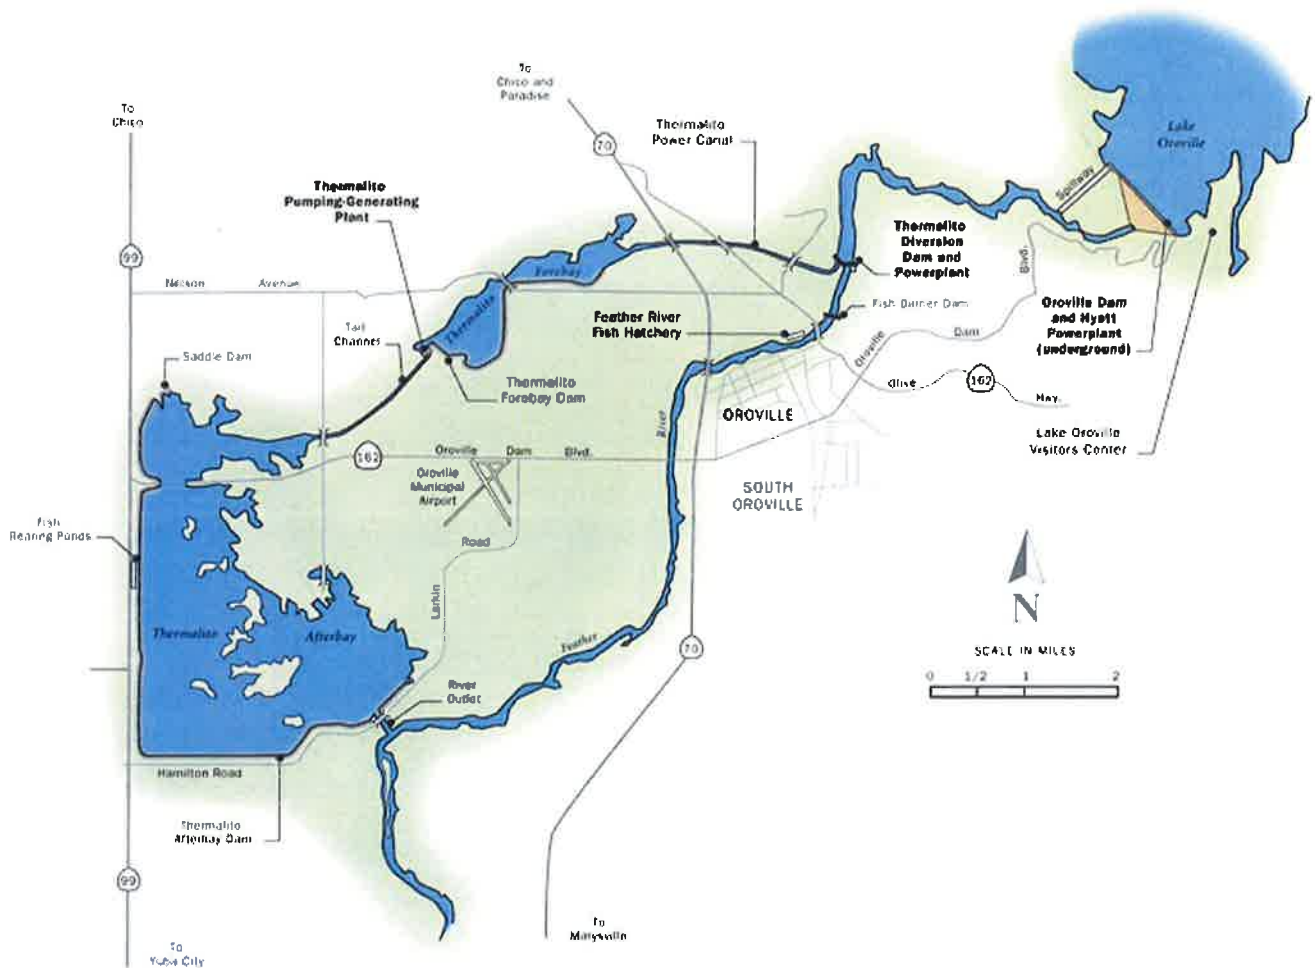 To
Chico and
Paradise
To
Chico
70
Thermalito
Power Canal
Lake
Oroville
Spillway
Thermalito
Pumping-Generating
Plant
Thermalito
Diversion
Dam and
Powerplant
99
Forebay
Nelson Avenue
Thermalito
Blvd.
Fish Barrier Dam
Oroville Dam
and Hyatt
Powerplant
(underground)
Feather River
Fish Hatchery
Tail
Channel
Saddle Dam
Oroville Dam
Thermalito
Forebay Dam
Olive
162
Hwy.
OROVILLE
River
Lake Oroville
Visitors Center
162
Oroville Dam Blvd.
Oroville
Municipal
Airport
SOUTH
OROVILLE
Fish
Rearing Ponds
Road
N
Larkin
Thermalito
Afterbay
Feather
70
SCALE IN MILES
0 1/2 1 2
River
Outlet
Hamilton Road
Thermalito
Afterbay Dam
99
To
Marysville
To
Yuba City